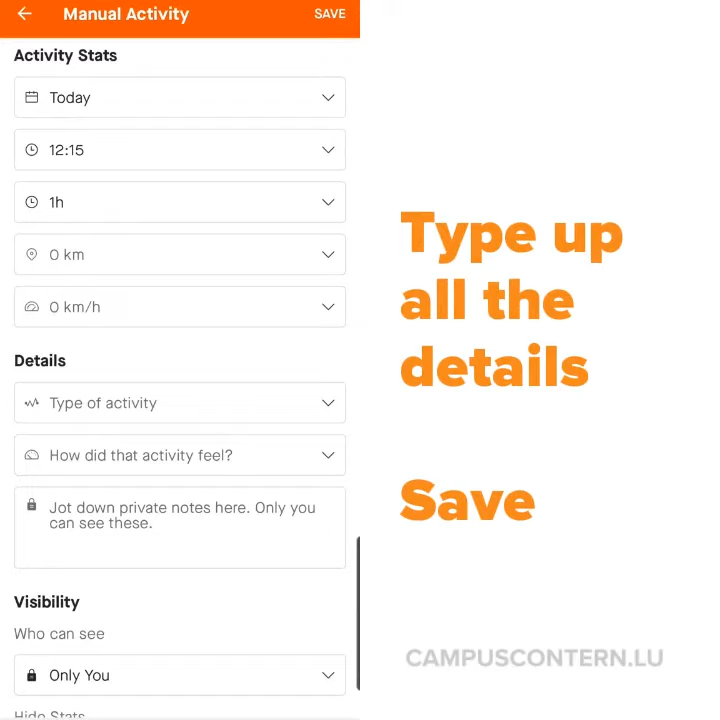 Manual Activity
SAVE
Activity Stats
Today
12:15
1h
0 km
0 km/h
Details
Type of activity
How did that activity feel?
Jot down private notes here. Only you
can see these.
Visibility
Who can see
Only You
Hide Stats
Type up
all the
details
Save
CAMPUSCONTERN.LU